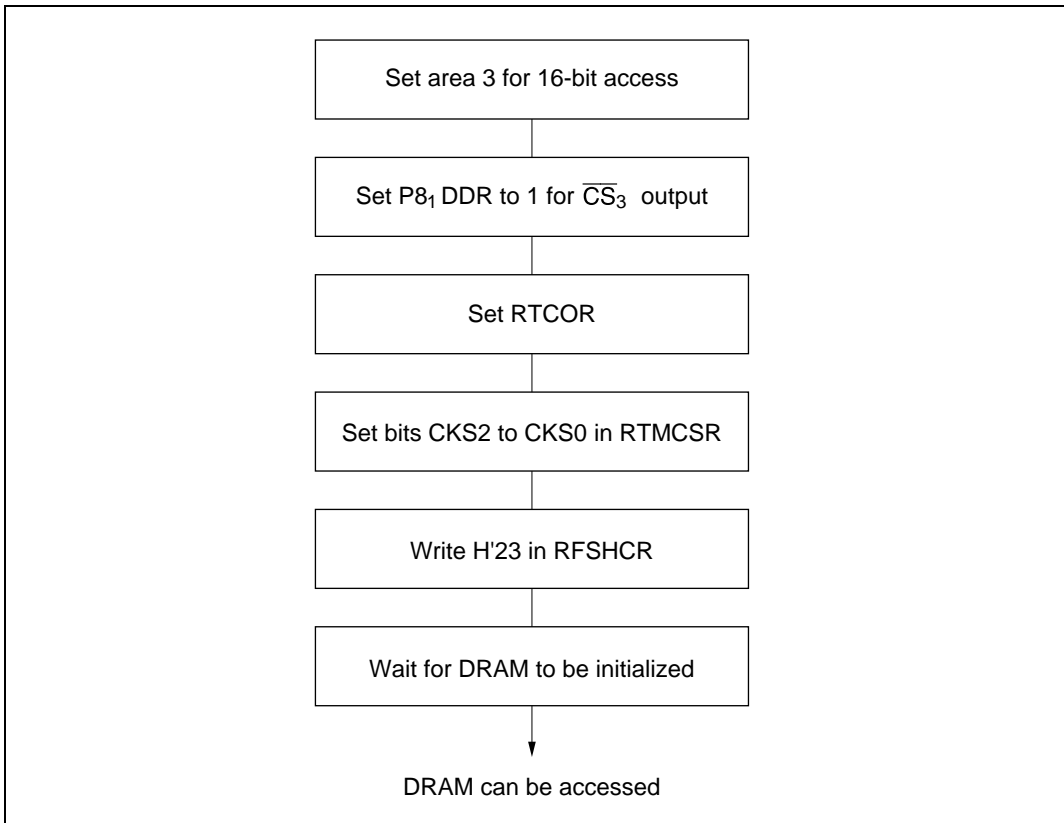 Set area 3 for 16-bit access
Set P8₁ DDR to 1 for C̅S̅₃ output
Set RTCOR
Set bits CKS2 to CKS0 in RTMCSR
Write H'23 in RFSHCR
Wait for DRAM to be initialized
DRAM can be accessed